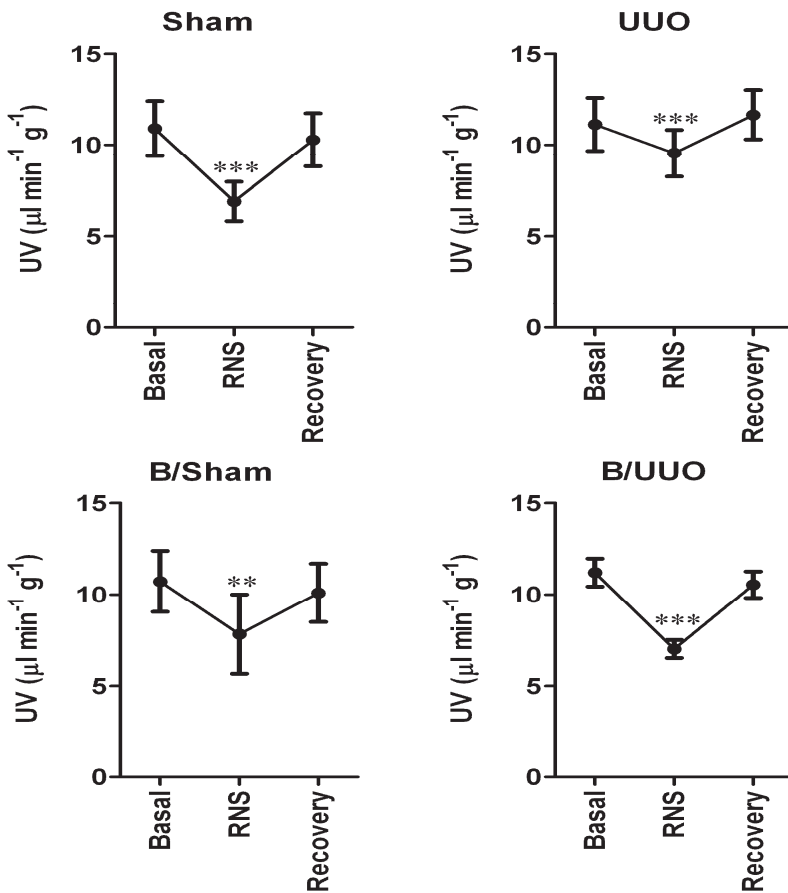 Sham
UV (µl min⁻¹ g⁻¹)
15
10
5
0
***
Basal
RNS
Recovery
UUO
UV (µl min⁻¹ g⁻¹)
15
10
5
0
***
Basal
RNS
Recovery
B/Sham
UV (µl min⁻¹ g⁻¹)
15
10
5
0
**
Basal
RNS
Recovery
B/UUO
UV (µl min⁻¹ g⁻¹)
15
10
5
0
***
Basal
RNS
Recovery